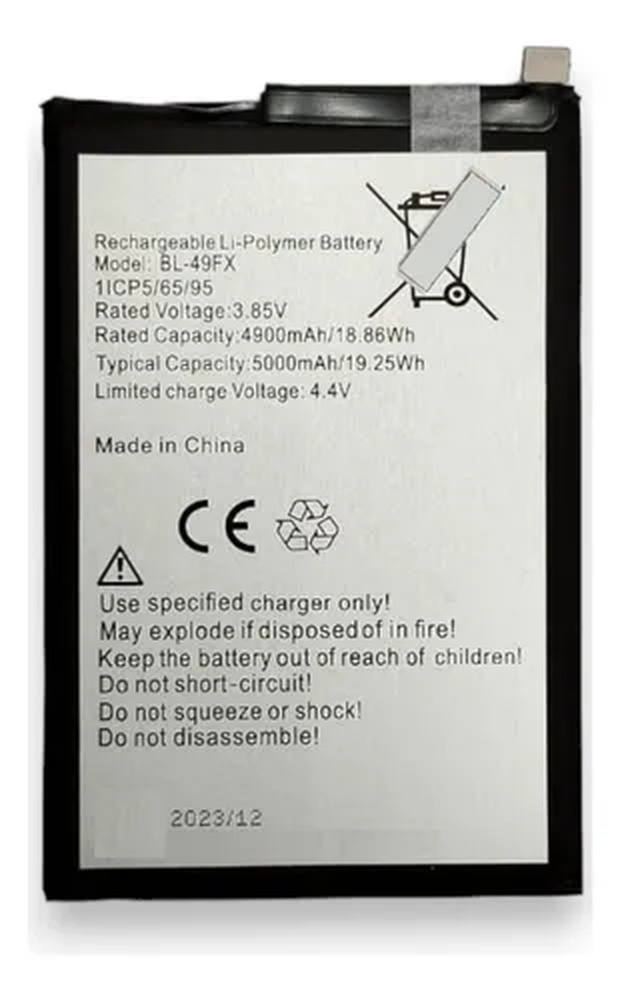 Rechargeable Li-Polymer Battery
Model: BL-49FX
1ICP5/65/95
Rated Voltage:3.85V
Rated Capacity:4900mAh/18.86Wh
Typical Capacity:5000mAh/19.25Wh
Limited charge Voltage: 4.4V
Made in China
CE
Use specified charger only!
May explode if disposed of in fire!
Keep the battery out of reach of children!
Do not short-circuit!
Do not squeeze or shock!
Do not disassemble!
2023/12